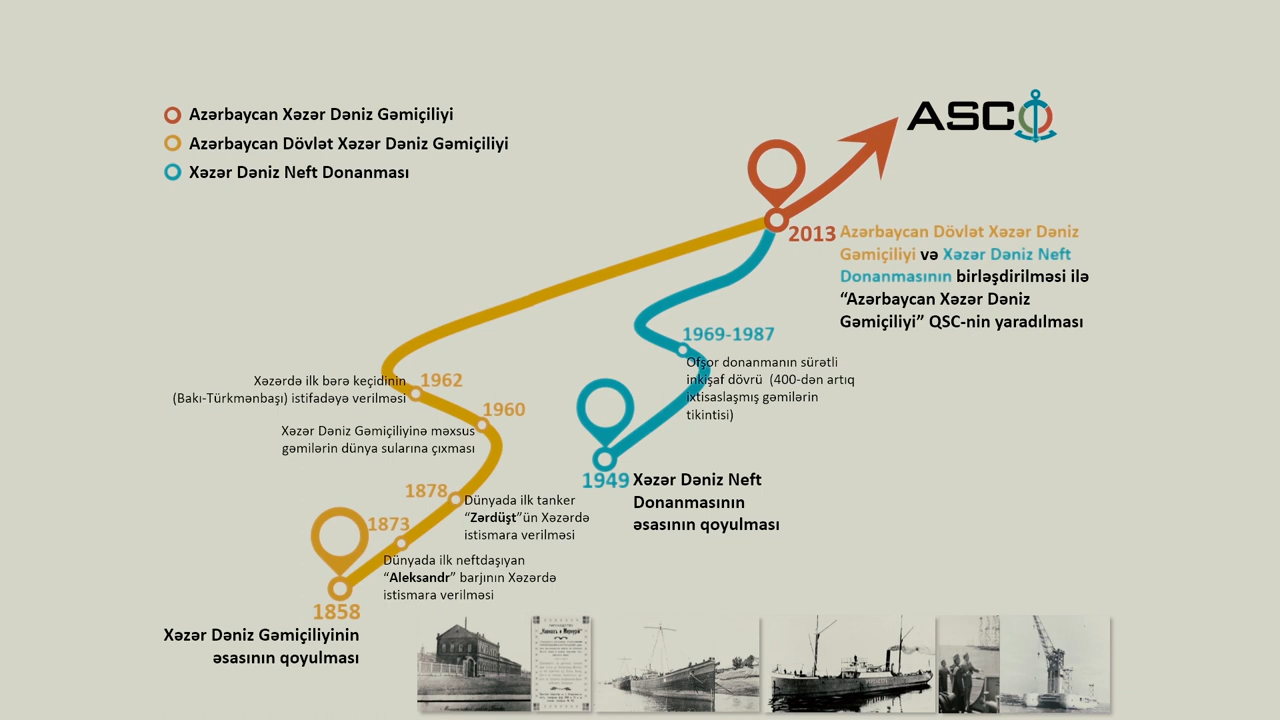 Azərbaycan Xəzər Dəniz Gəmiçiliyi
Azərbaycan Dövlət Xəzər Dəniz Gəmiçiliyi
Xəzər Dəniz Neft Donanması
ASCO
2013
Azərbaycan Dövlət Xəzər Dəniz
Gəmiçiliyi və Xəzər Dəniz Neft
Donanmasının birləşdirilməsi ilə
“Azərbaycan Xəzər Dəniz
Gəmiçiliyi” QSC-nin yaradılması
1969-1987
Ofşor donanmanın sürətli
inkişaf dövrü (400-dən artıq
ixtisaslaşmış gəmilərin
tikintisi)
1962
Xəzərdə ilk bərə keçidinin
(Bakı-Türkmənbaşı) istifadəyə verilməsi
1960
Xəzər Dəniz Gəmiçiliyinə məxsus
gəmilərin dünya sularına çıxması
1949
Xəzər Dəniz Neft
Donanmasının
əsasının qoyulması
1878
Dünyada ilk tanker
“Zərdüşt”ün Xəzərdə
istismara verilməsi
1873
Dünyada ilk neftdaşıyan
“Aleksandr” barjının Xəzərdə
istismara verilməsi
1858
Xəzər Dəniz Gəmiçiliyinin
əsasının qoyulması